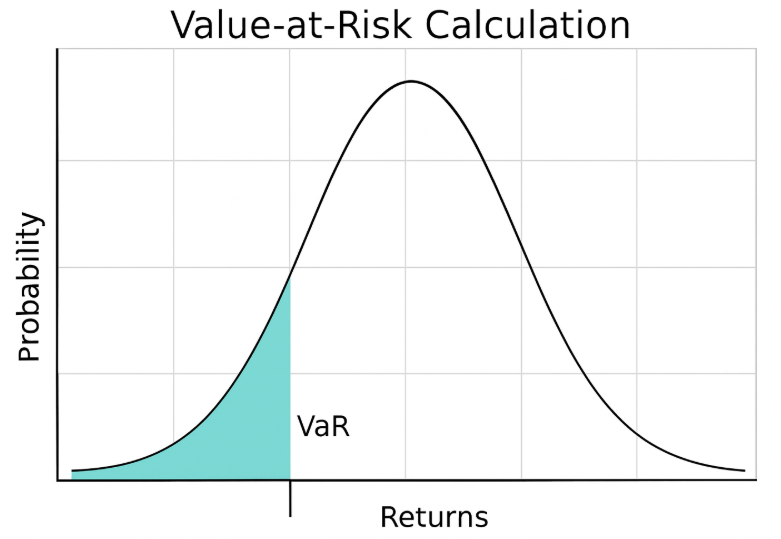 Value-at-Risk Calculation
Probability
VaR
Returns